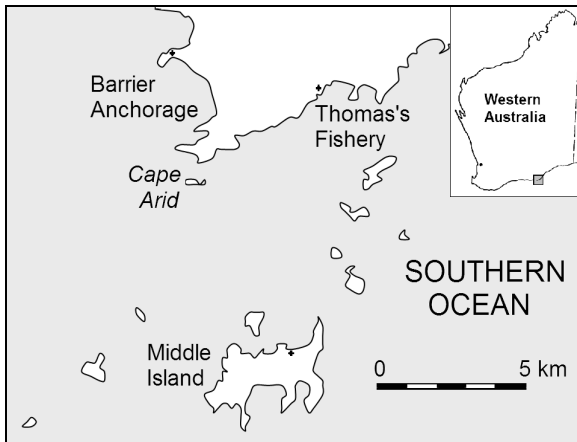 Barrier
Anchorage
Thomas's
Fishery
Western
Australia
Cape
Arid
SOUTHERN
OCEAN
Middle
Island
0 5 km